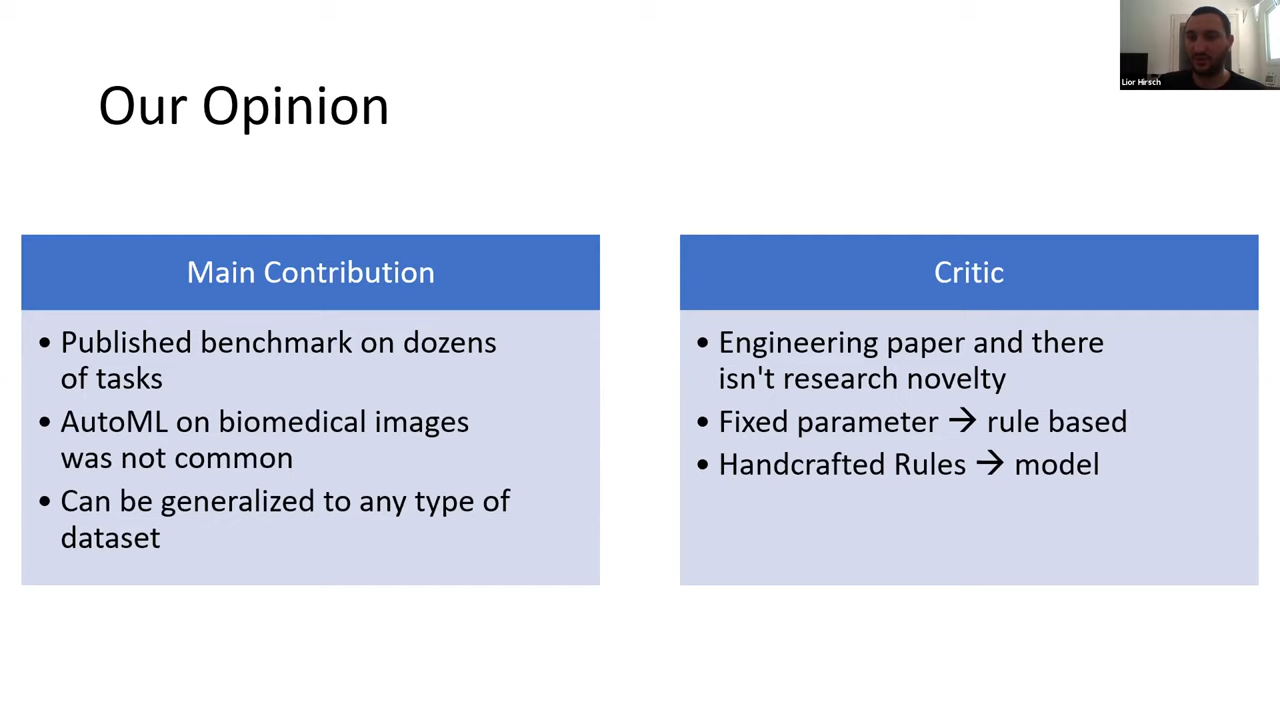 Lior Hirsch
Our Opinion
Main Contribution
• Published benchmark on dozens
of tasks
• AutoML on biomedical images
was not common
• Can be generalized to any type of
dataset
Critic
• Engineering paper and there
isn't research novelty
• Fixed parameter → rule based
• Handcrafted Rules → model